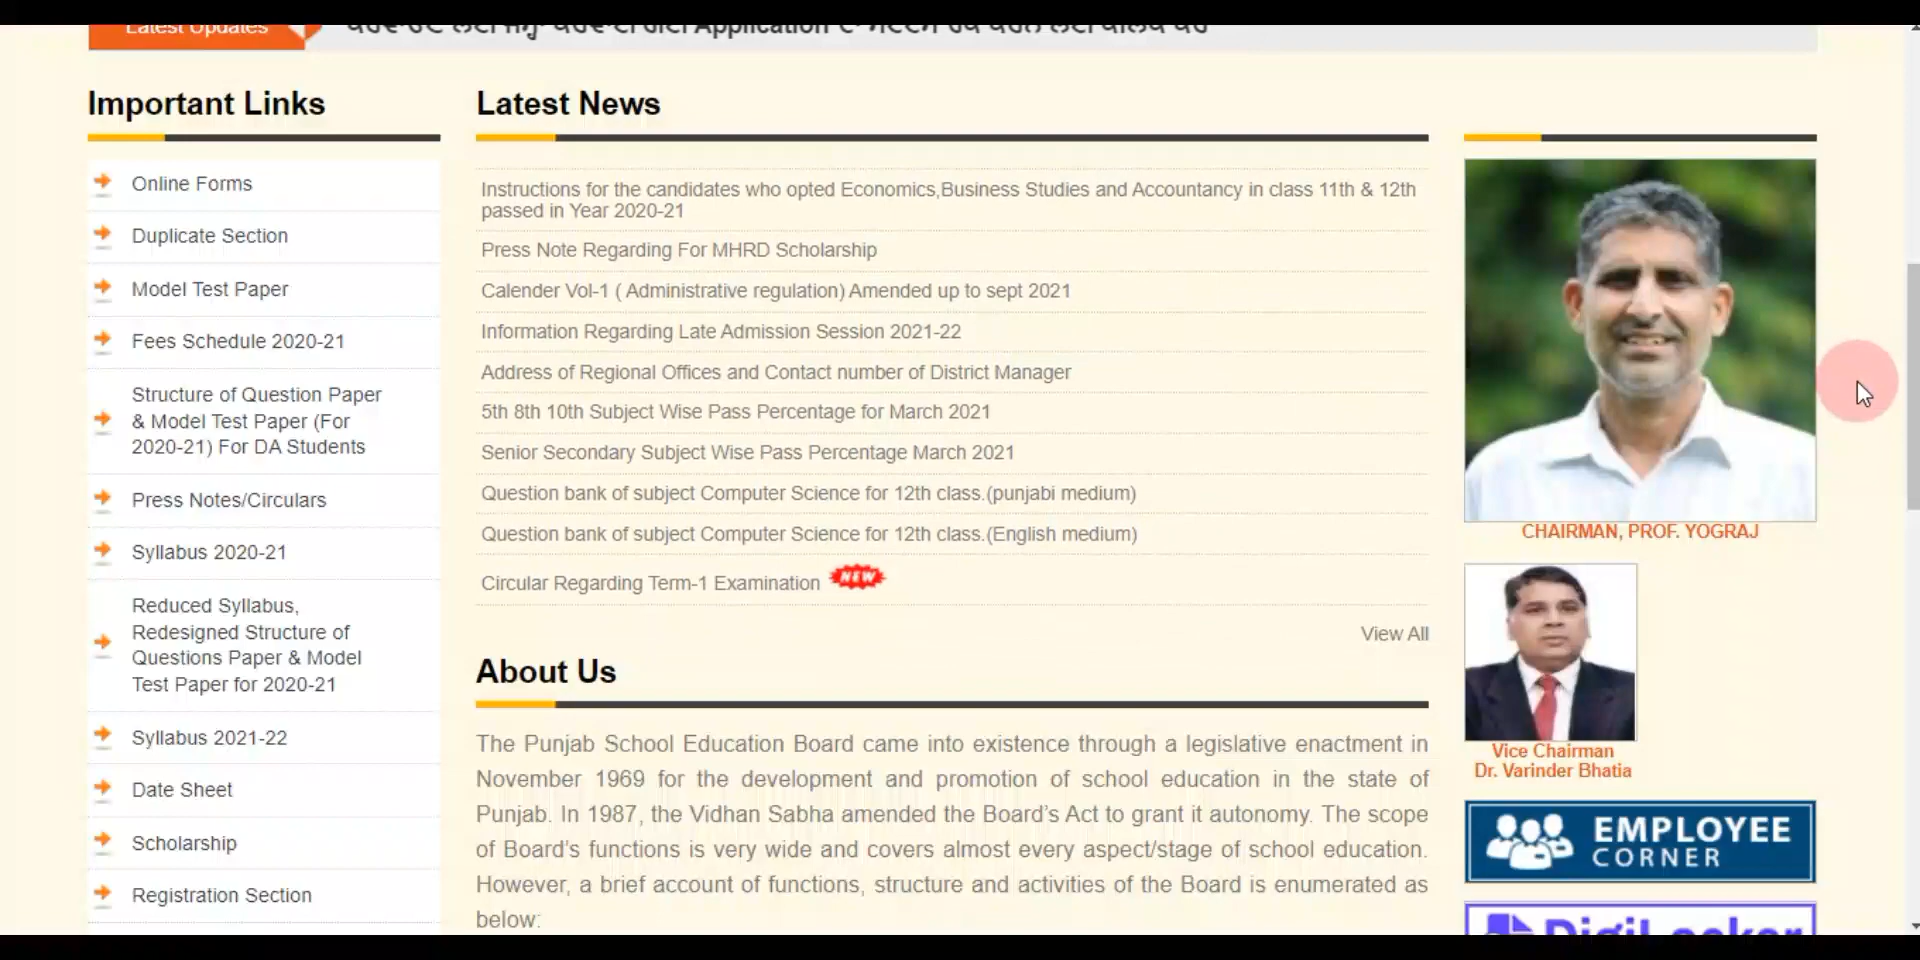 Latest Updates
Application
Important Links
Online Forms
Duplicate Section
Model Test Paper
Fees Schedule 2020-21
Structure of Question Paper
& Model Test Paper (For
2020-21) For DA Students
Press Notes/Circulars
Syllabus 2020-21
Reduced Syllabus,
Redesigned Structure of
Questions Paper & Model
Test Paper for 2020-21
Syllabus 2021-22
Date Sheet
Scholarship
Registration Section
Latest News
Instructions for the candidates who opted Economics,Business Studies and Accountancy in class 11th & 12th
passed in Year 2020-21
Press Note Regarding For MHRD Scholarship
Calender Vol-1 ( Administrative regulation) Amended up to sept 2021
Information Regarding Late Admission Session 2021-22
Address of Regional Offices and Contact number of District Manager
5th 8th 10th Subject Wise Pass Percentage for March 2021
Senior Secondary Subject Wise Pass Percentage March 2021
Question bank of subject Computer Science for 12th class.(punjabi medium)
Question bank of subject Computer Science for 12th class.(English medium)
Circular Regarding Term-1 Examination NEW
View All
About Us
The Punjab School Education Board came into existence through a legislative enactment in
November 1969 for the development and promotion of school education in the state of
Punjab. In 1987, the Vidhan Sabha amended the Board's Act to grant it autonomy. The scope
of Board's functions is very wide and covers almost every aspect/stage of school education.
However, a brief account of functions, structure and activities of the Board is enumerated as
below:
CHAIRMAN, PROF. YOGRAJ
Vice Chairman
Dr. Varinder Bhatia
EMPLOYEE
CORNER
DigiLocker